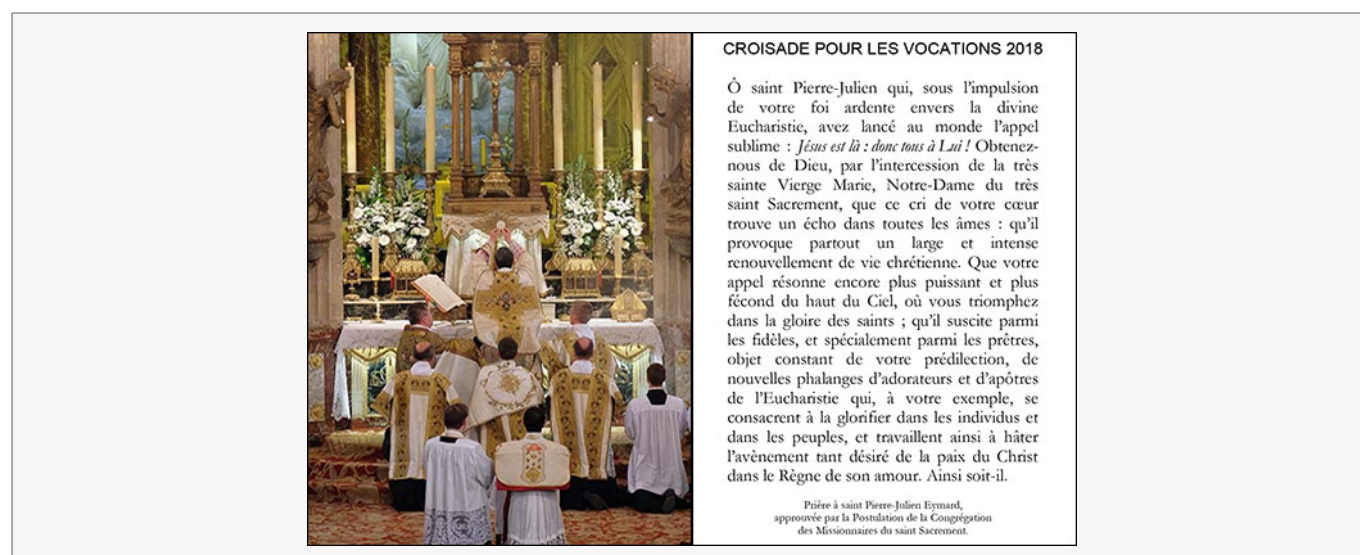 CROISADE POUR LES VOCATIONS 2018
Ô saint Pierre-Julien qui, sous l'impulsion
de votre foi ardente envers la divine
Eucharistie, avez lancé au monde l'appel
sublime : Jésus est là : donc tous à Lui ! Obtenez-
nous de Dieu, par l'intercession de la très
sainte Vierge Marie, Notre-Dame du très
saint Sacrement, que ce cri de votre cœur
trouve un écho dans toutes les âmes : qu'il
provoque partout un large et intense
renouvellement de vie chrétienne. Que votre
appel résonne encore plus puissant et plus
fécond du haut du Ciel, où vous triomphez
dans la gloire des saints ; qu'il suscite parmi
les fidèles, et spécialement parmi les prêtres,
objet constant de votre prédilection, de
nouvelles phalanges d'adorateurs et d'apôtres
de l'Eucharistie qui, à votre exemple, se
consacrent à la glorifier dans les individus et
dans les peuples, et travaillent ainsi à hâter
l'avènement tant désiré de la paix du Christ
dans le Règne de son amour. Ainsi soit-il.
Prière à saint Pierre-Julien Eymard,
approuvée par la Postulation de la Congrégation
des Missionnaires du saint Sacrement.